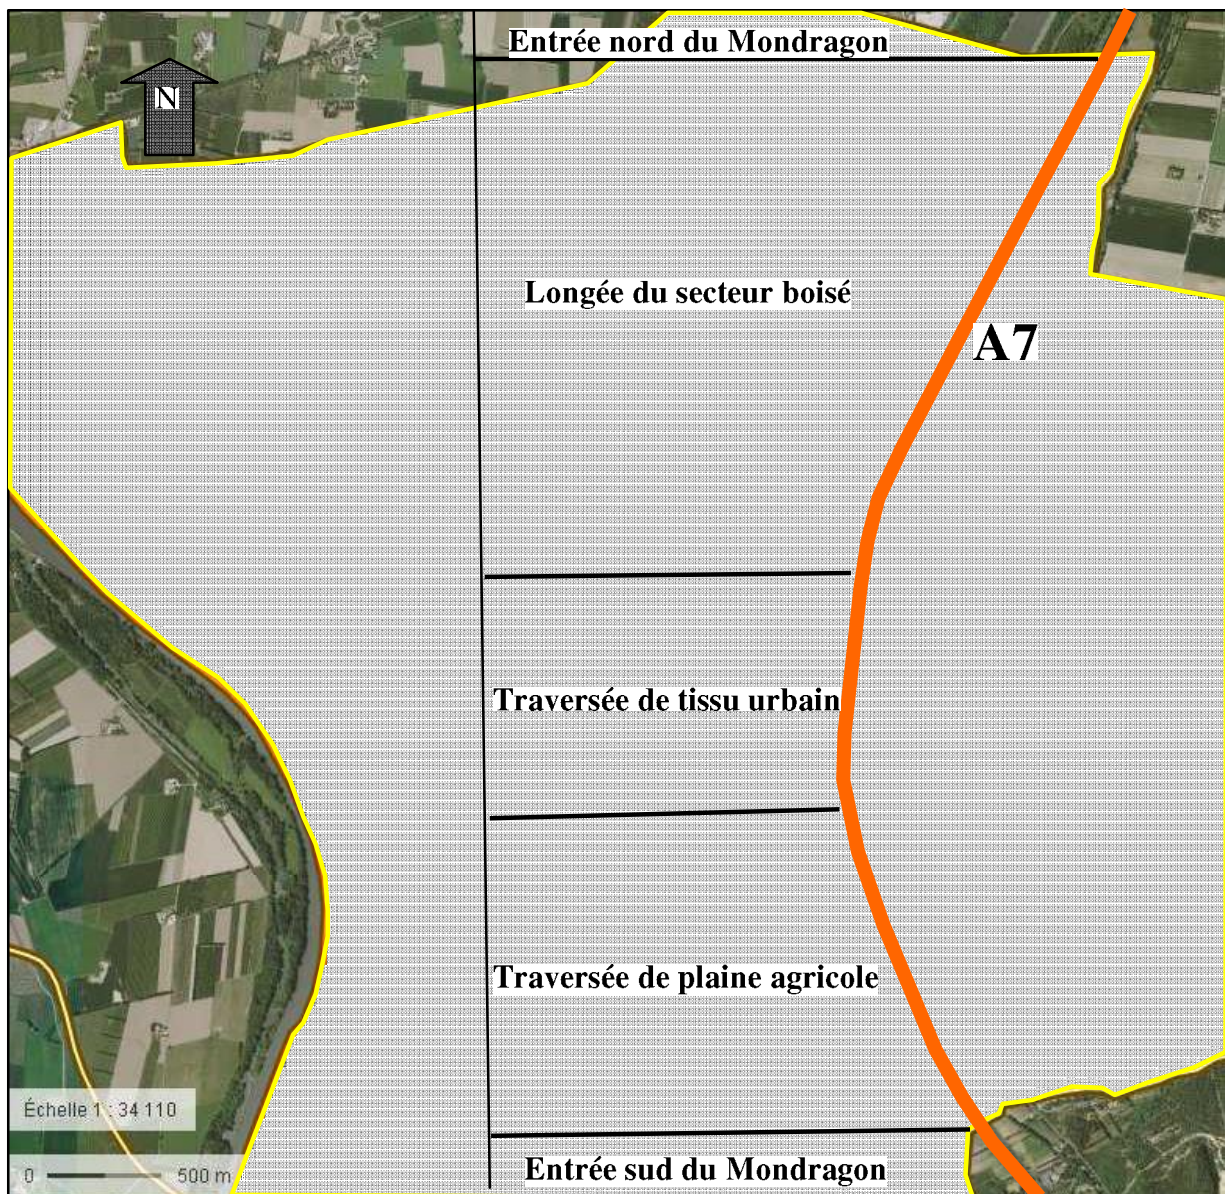 Entrée nord du Mondragon
N
Longée du secteur boisé
A7
Traversée de tissu urbain
Traversée de plaine agricole
Échelle 1 : 34 110
0 500 m
Entrée sud du Mondragon